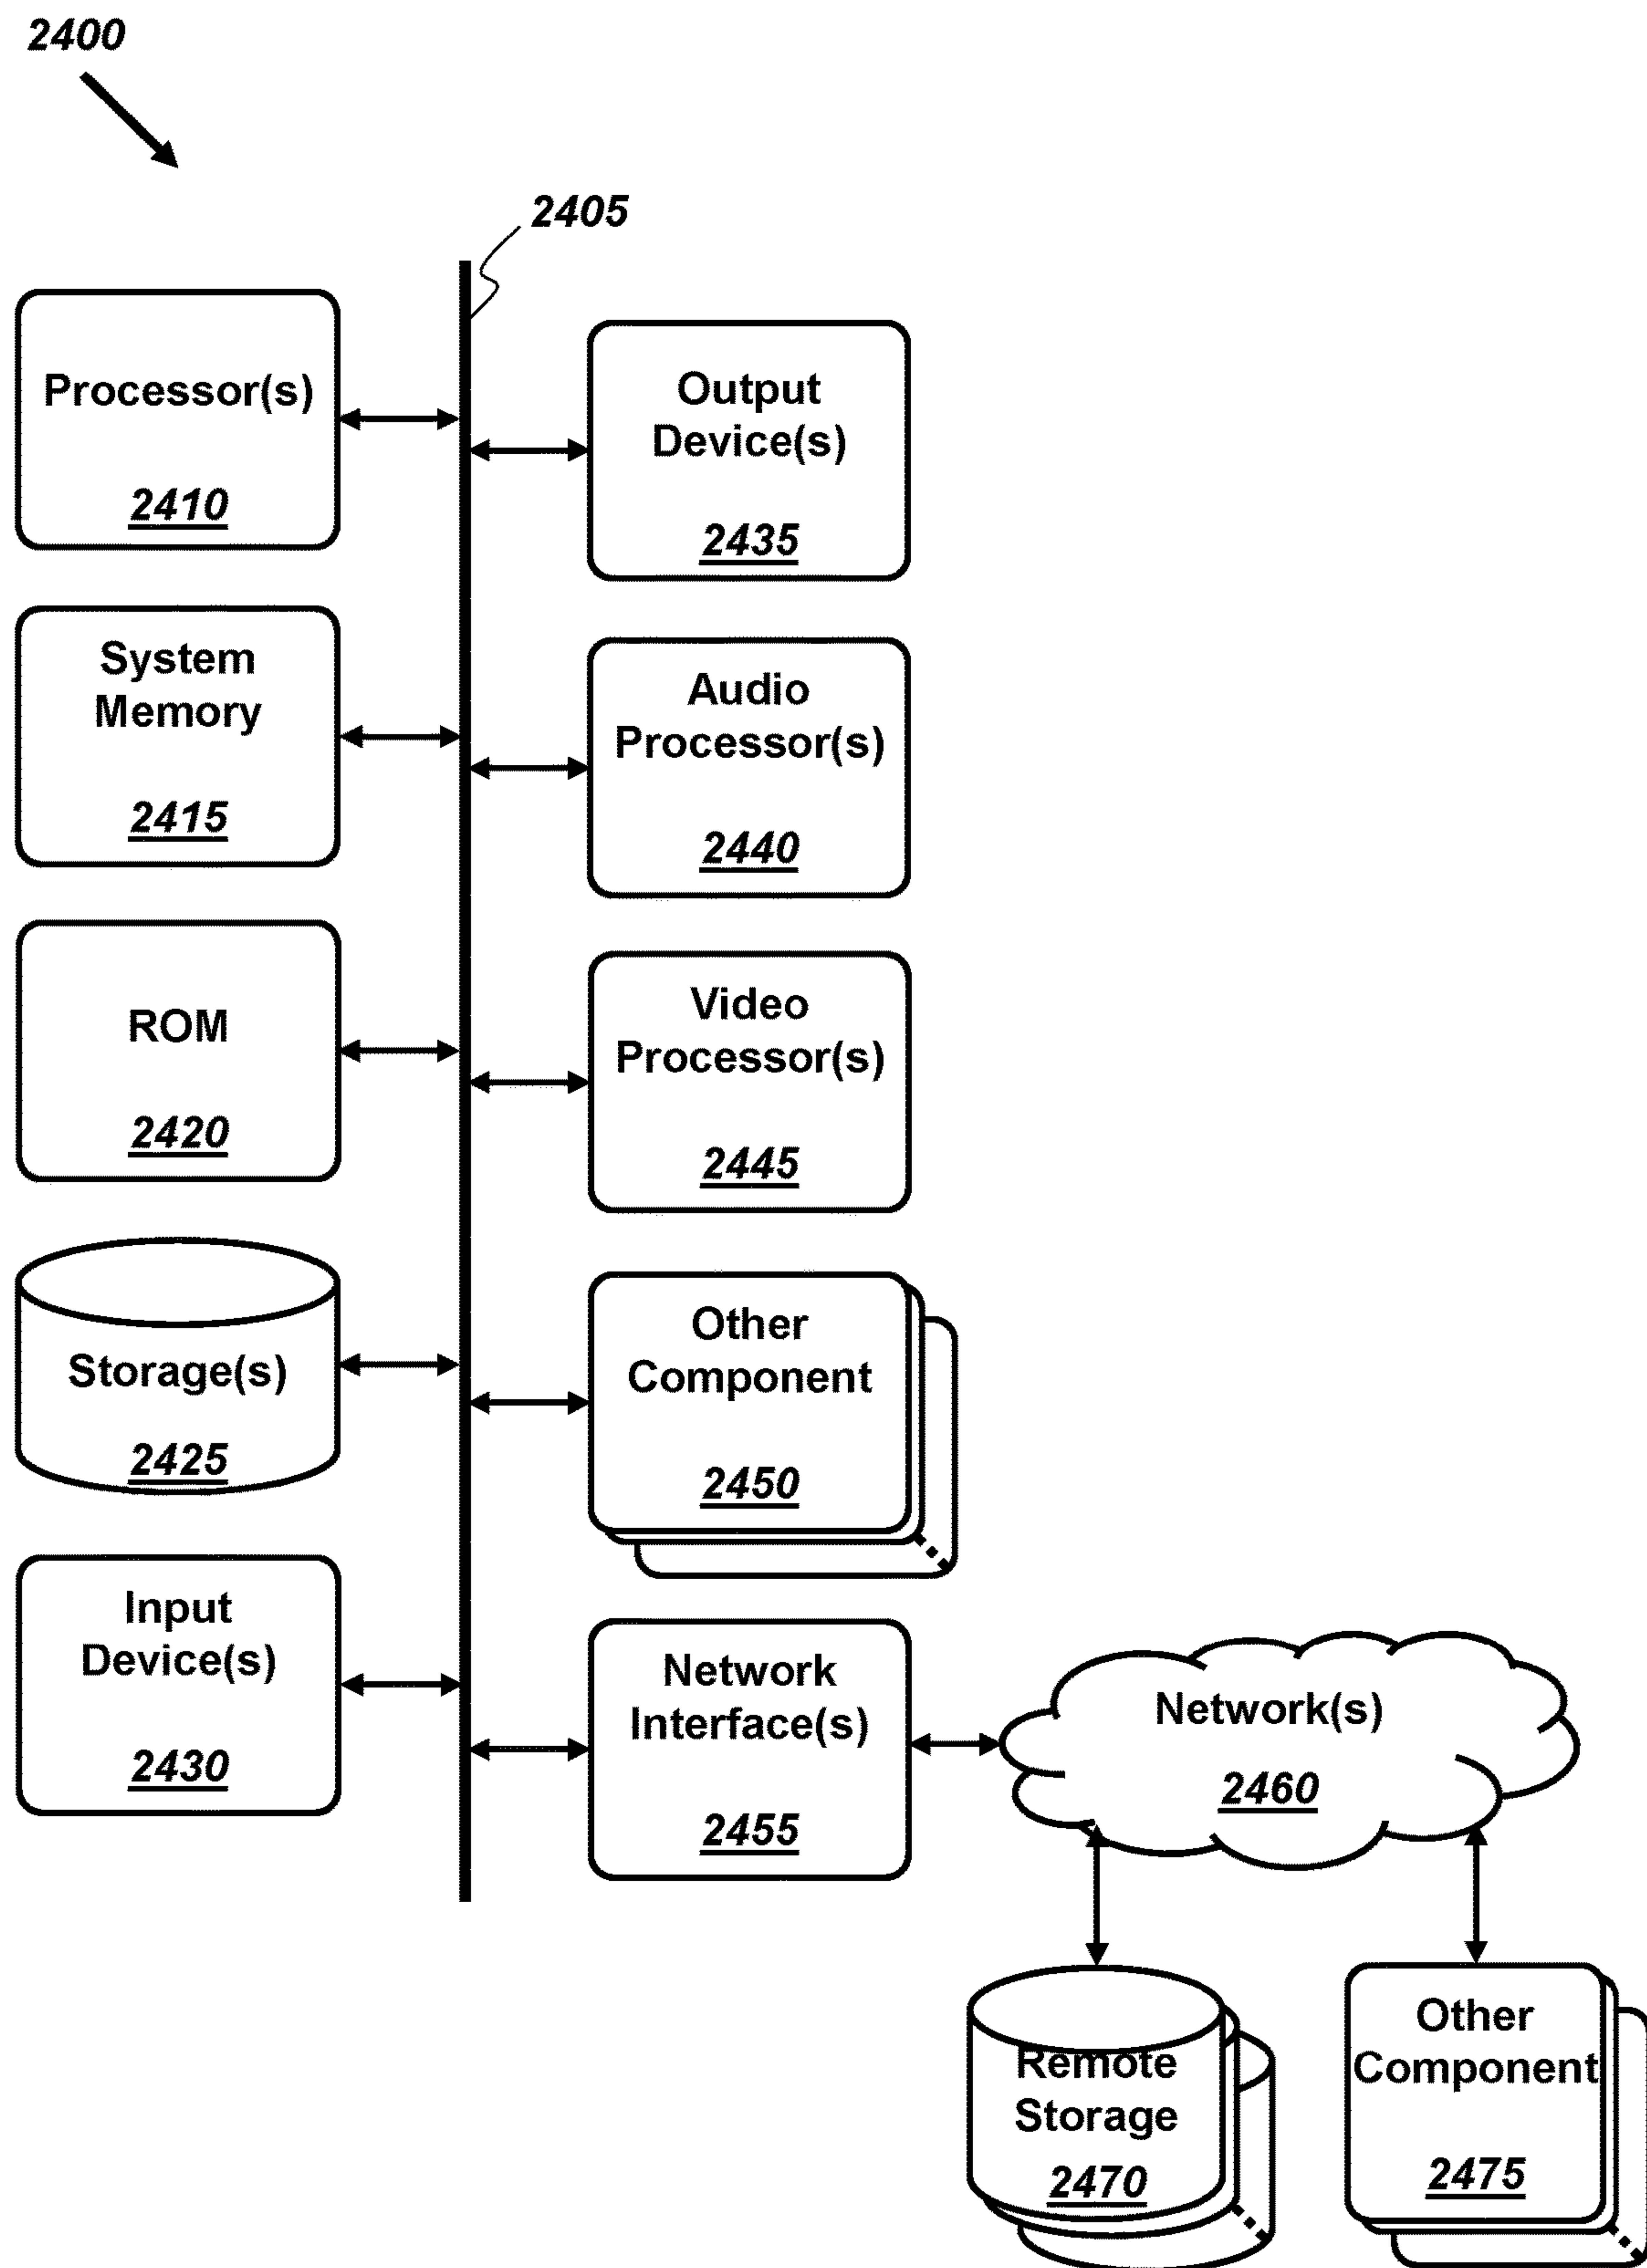 2400
2405
Processor(s)
2410
System
Memory
2415
ROM
2420
Storage(s)
2425
Input
Device(s)
2430
Output
Device(s)
2435
Audio
Processor(s)
2440
Video
Processor(s)
2445
Other
Component
2450
Network
Interface(s)
2455
Network(s)
2460
Remote
Storage
2470
Other
Component
2475